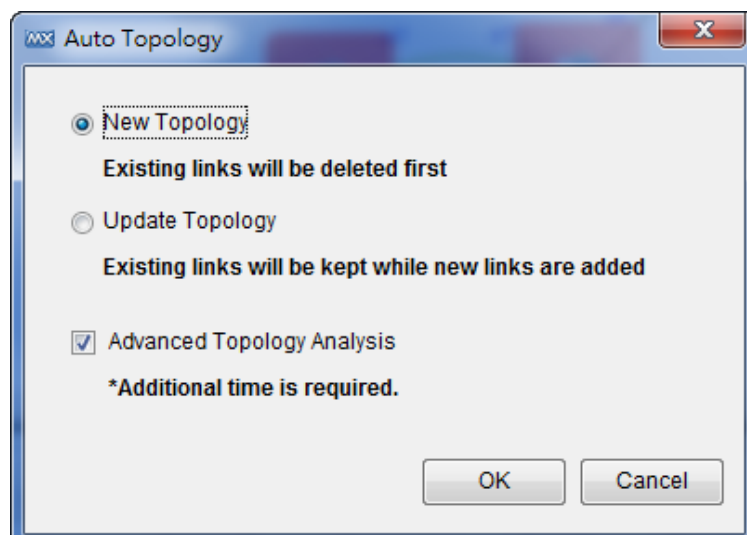 MX Auto Topology
New Topology
Existing links will be deleted first
Update Topology
Existing links will be kept while new links are added
Advanced Topology Analysis
*Additional time is required.
OK Cancel